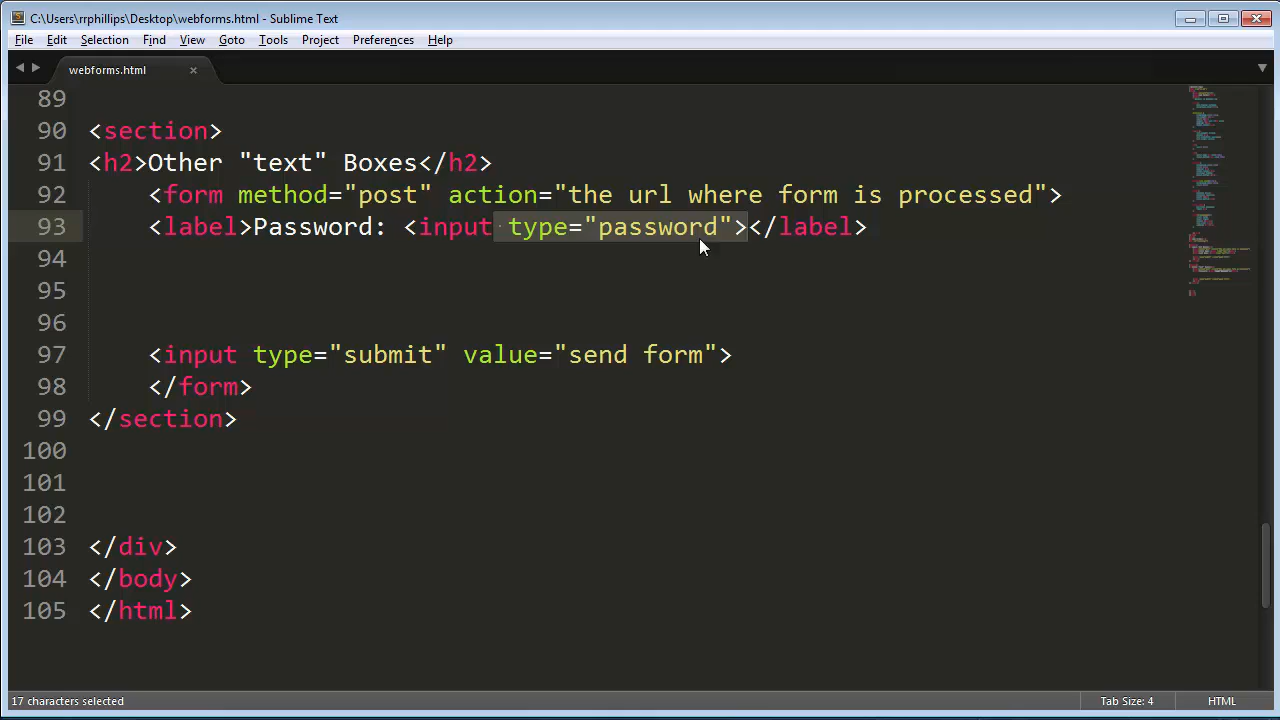 C:\Users\rrphillips\Desktop\webforms.html - Sublime Text
File Edit Selection Find View Goto Tools Project Preferences Help
webforms.html
89
90 <section>
91 <h2>Other "text" Boxes</h2>
92 <form method="post" action="the url where form is processed">
93 <label>Password: <input type="password"></label>
94
95
96
97 <input type="submit" value="send form">
98 </form>
99 </section>
100
101
102
103 </div>
104 </body>
105 </html>
17 characters selected Tab Size: 4 HTML